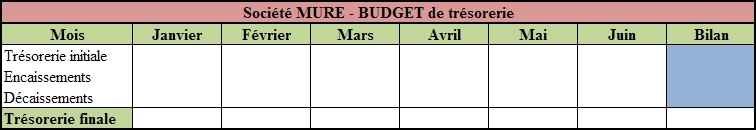 Société MURE - BUDGET de trésorerie
Mois Janvier Février Mars Avril Mai Juin Bilan
Trésorerie initiale
Encaissements
Décaissements
Trésorerie finale